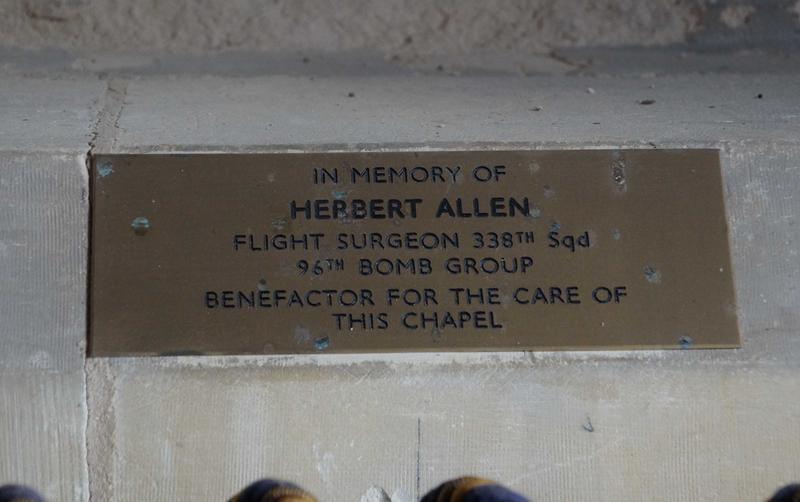 IN MEMORY OF
HERBERT ALLEN
FLIGHT SURGEON 338TH Sqd
96TH BOMB GROUP
BENEFACTOR FOR THE CARE OF
THIS CHAPEL